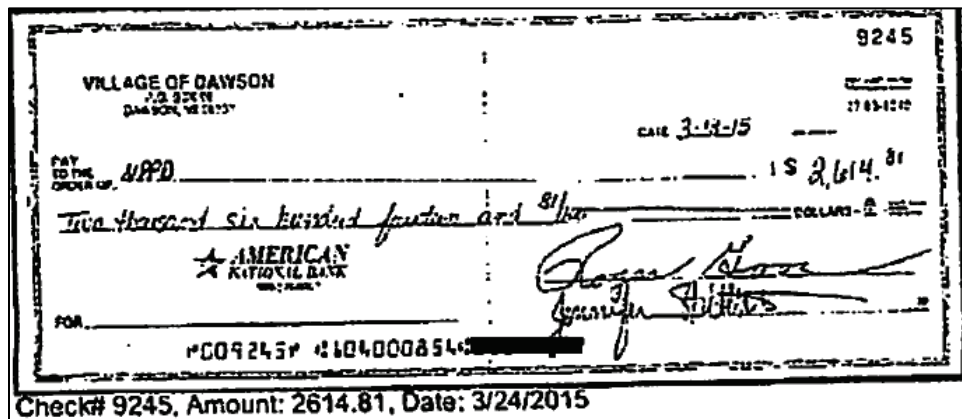 9245
VILLAGE OF DAWSON
DATE 3-13-15
PAY
TO THE
ORDER OF NPPD $ 2,614.81
Two thousand six hundred fourteen and 81/100 DOLLARS
AMERICAN
NATIONAL BANK
FOR
⑈009245⑈ ⑆104000854⑆
Check# 9245, Amount: 2614.81, Date: 3/24/2015